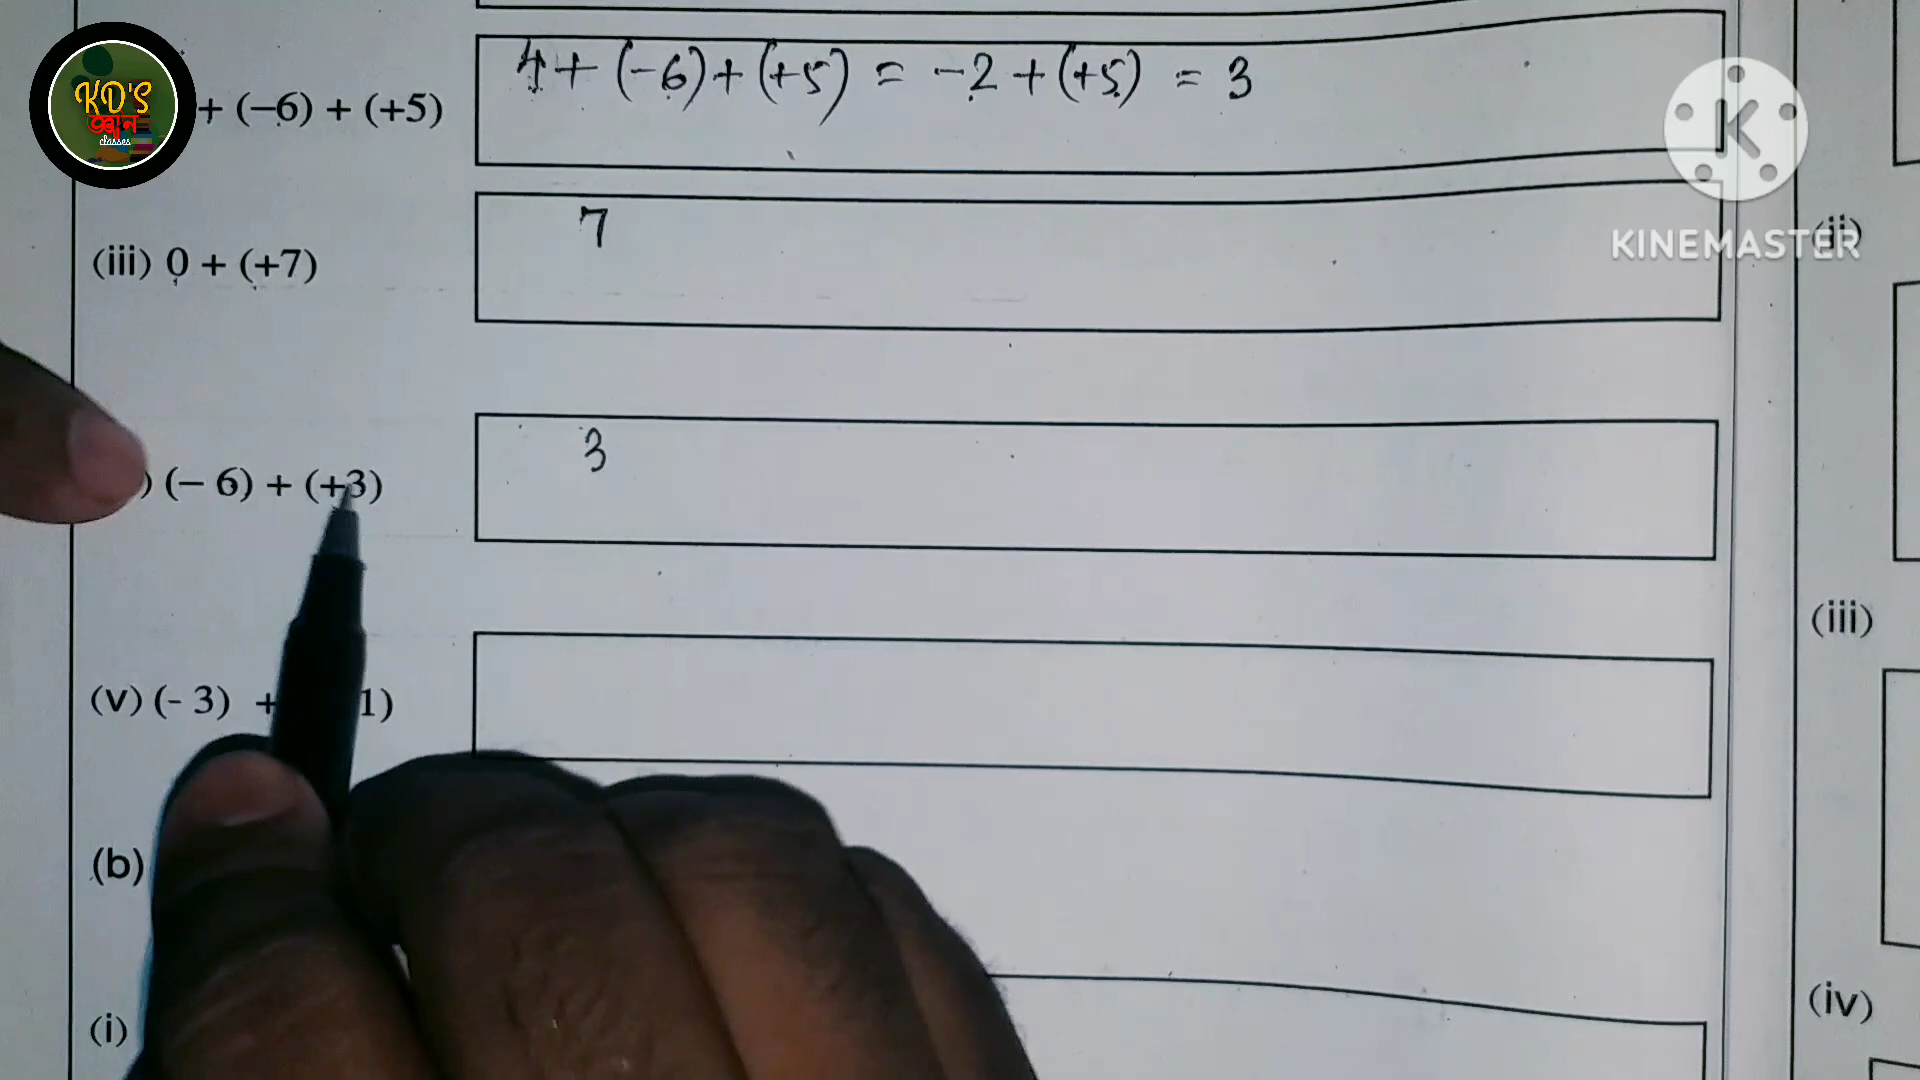 KD'S
জ্ঞান
classes
+ (−6) + (+5)
4 + (-6) + (+5) = -2 + (+5) = 3
KINEMASTER
(iii) 0 + (+7)
7
(ii)
) (− 6) + (+3)
3
(iii)
(v) (- 3) + 1)
(b)
(iv)
(i)